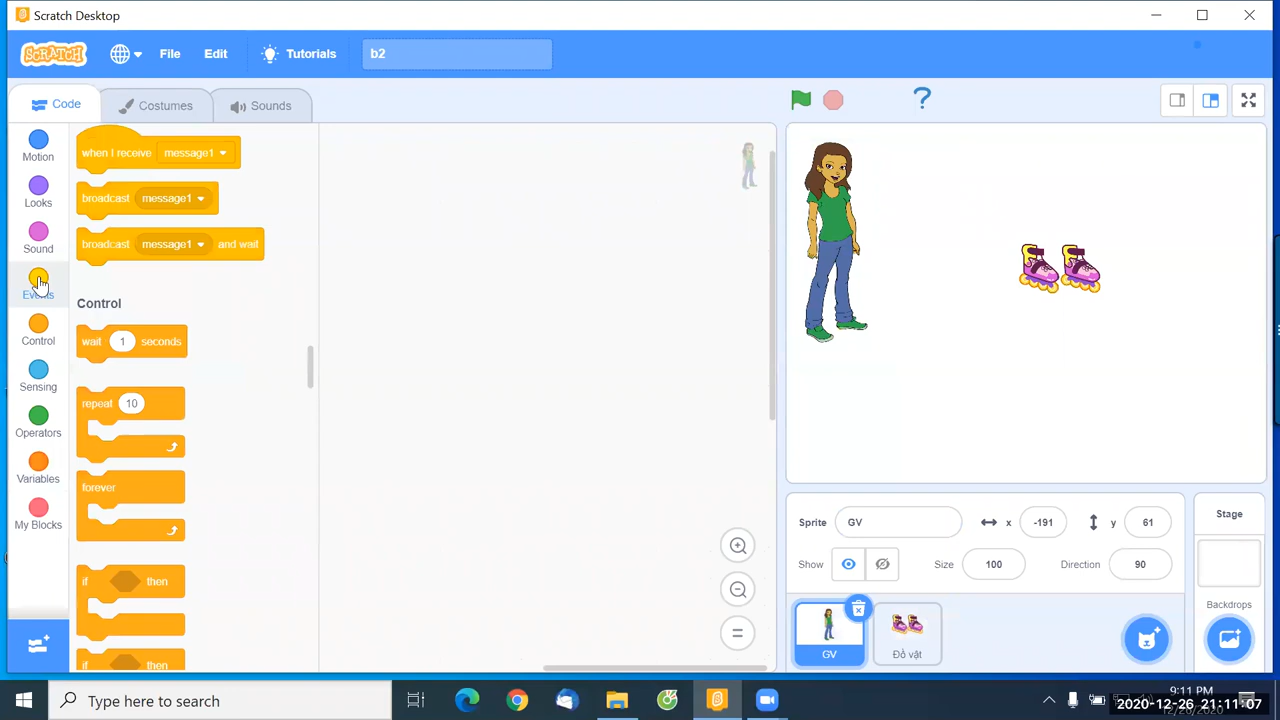 Scratch Desktop
SCRATCH
File
Edit
Tutorials
b2
Code
Costumes
Sounds
Motion
Looks
Sound
Events
Control
Sensing
Operators
Variables
My Blocks
when I receive message1
broadcast message1
broadcast message1 and wait
Control
wait 1 seconds
repeat 10
forever
if then
if then
?
Sprite GV x -191 y 61
Show Size 100 Direction 90
GV
Đồ vật
Stage
Backdrops
Type here to search
9:11 PM
2020-12-26 21:11:07